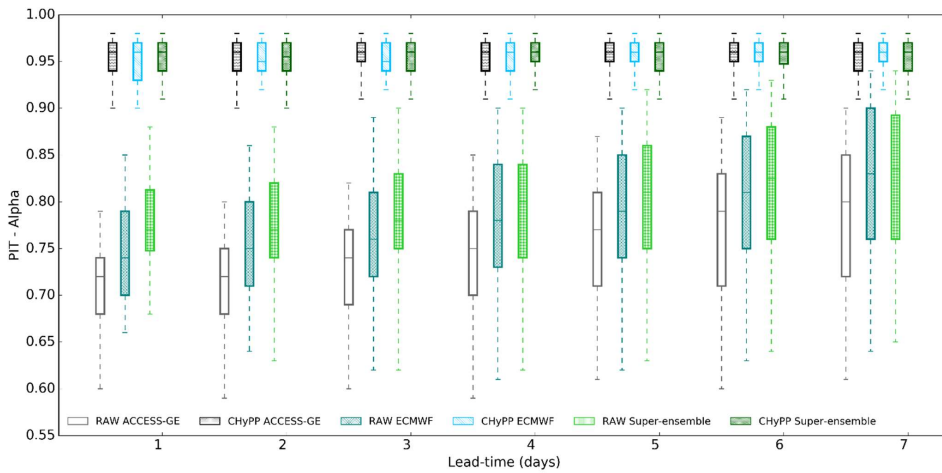 1.00
0.95
0.90
0.85
0.80
0.75
0.70
0.65
0.60
0.55
PIT - Alpha
RAW ACCESS-GE CHyPP ACCESS-GE RAW ECMWF CHyPP ECMWF RAW Super-ensemble CHyPP Super-ensemble
1 2 3 4 5 6 7
Lead-time (days)